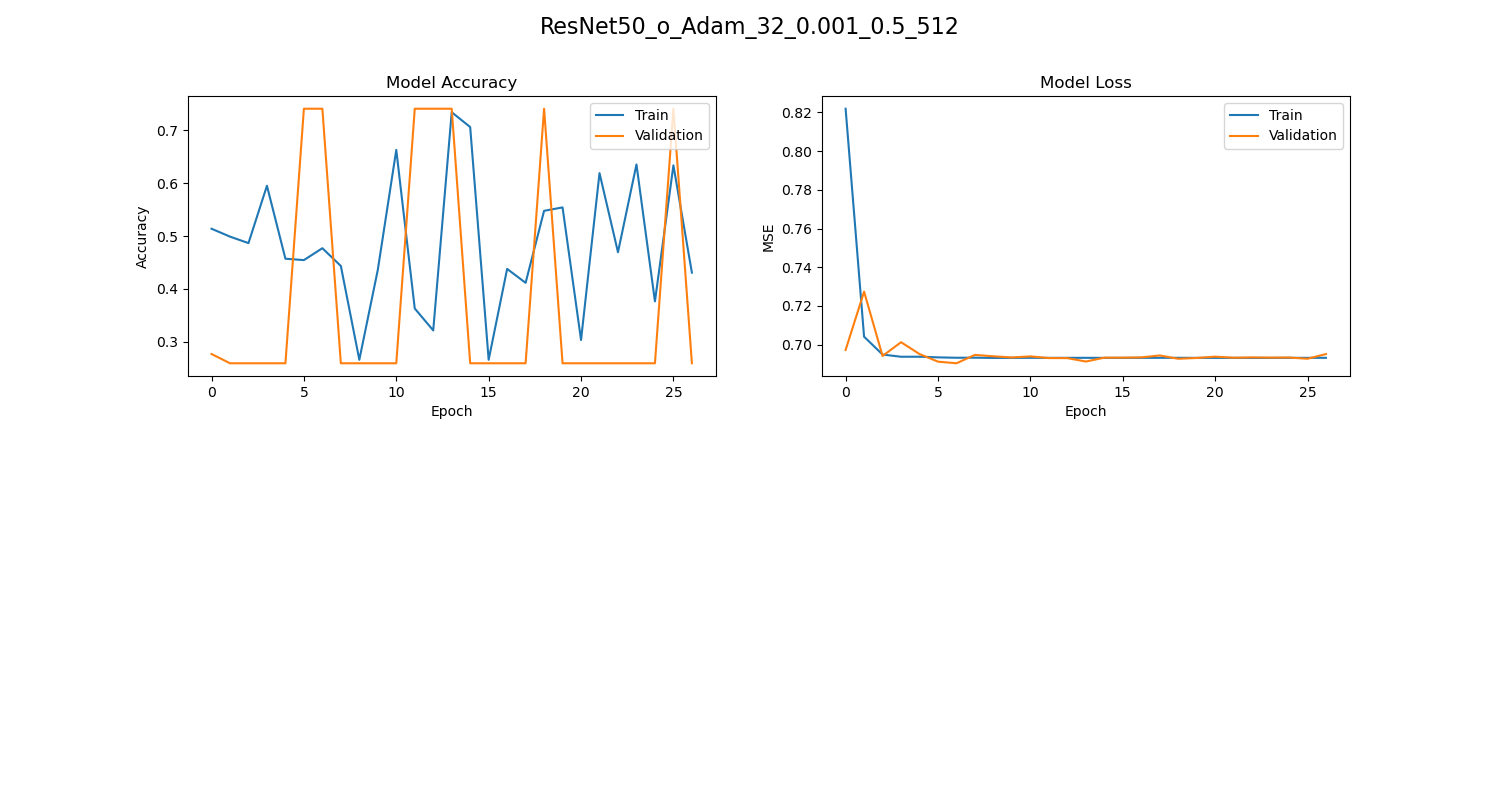 ResNet50_o_Adam_32_0.001_0.5_512
Model Accuracy
Accuracy
0.7
0.6
0.5
0.4
0.3
Train
Validation
0
5
10
15
20
25
Epoch
Model Loss
MSE
0.82
0.80
0.78
0.76
0.74
0.72
0.70
Train
Validation
0
5
10
15
20
25
Epoch